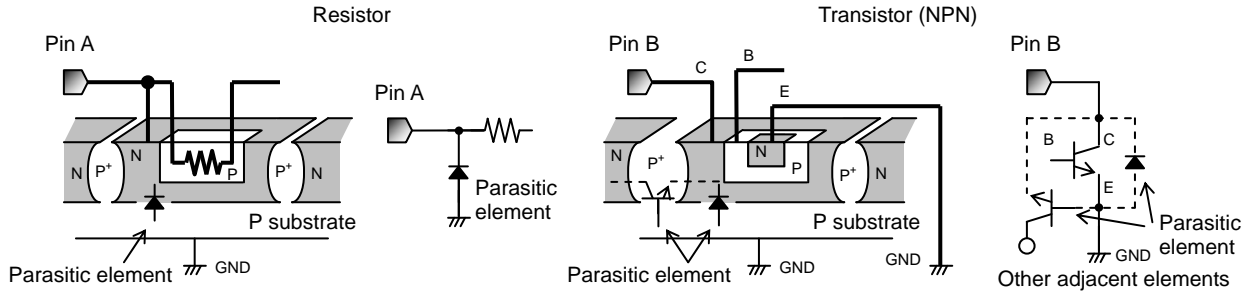 Resistor
Pin A
N
P+
N
P+
N
P
P substrate
Parasitic element
GND
Pin A
Parasitic
element
Transistor (NPN)
Pin B
C
B
E
N
P+
N
P
P+
N
P substrate
Parasitic element
GND
GND
Pin B
B
C
E
GND
Parasitic
element
Other adjacent elements